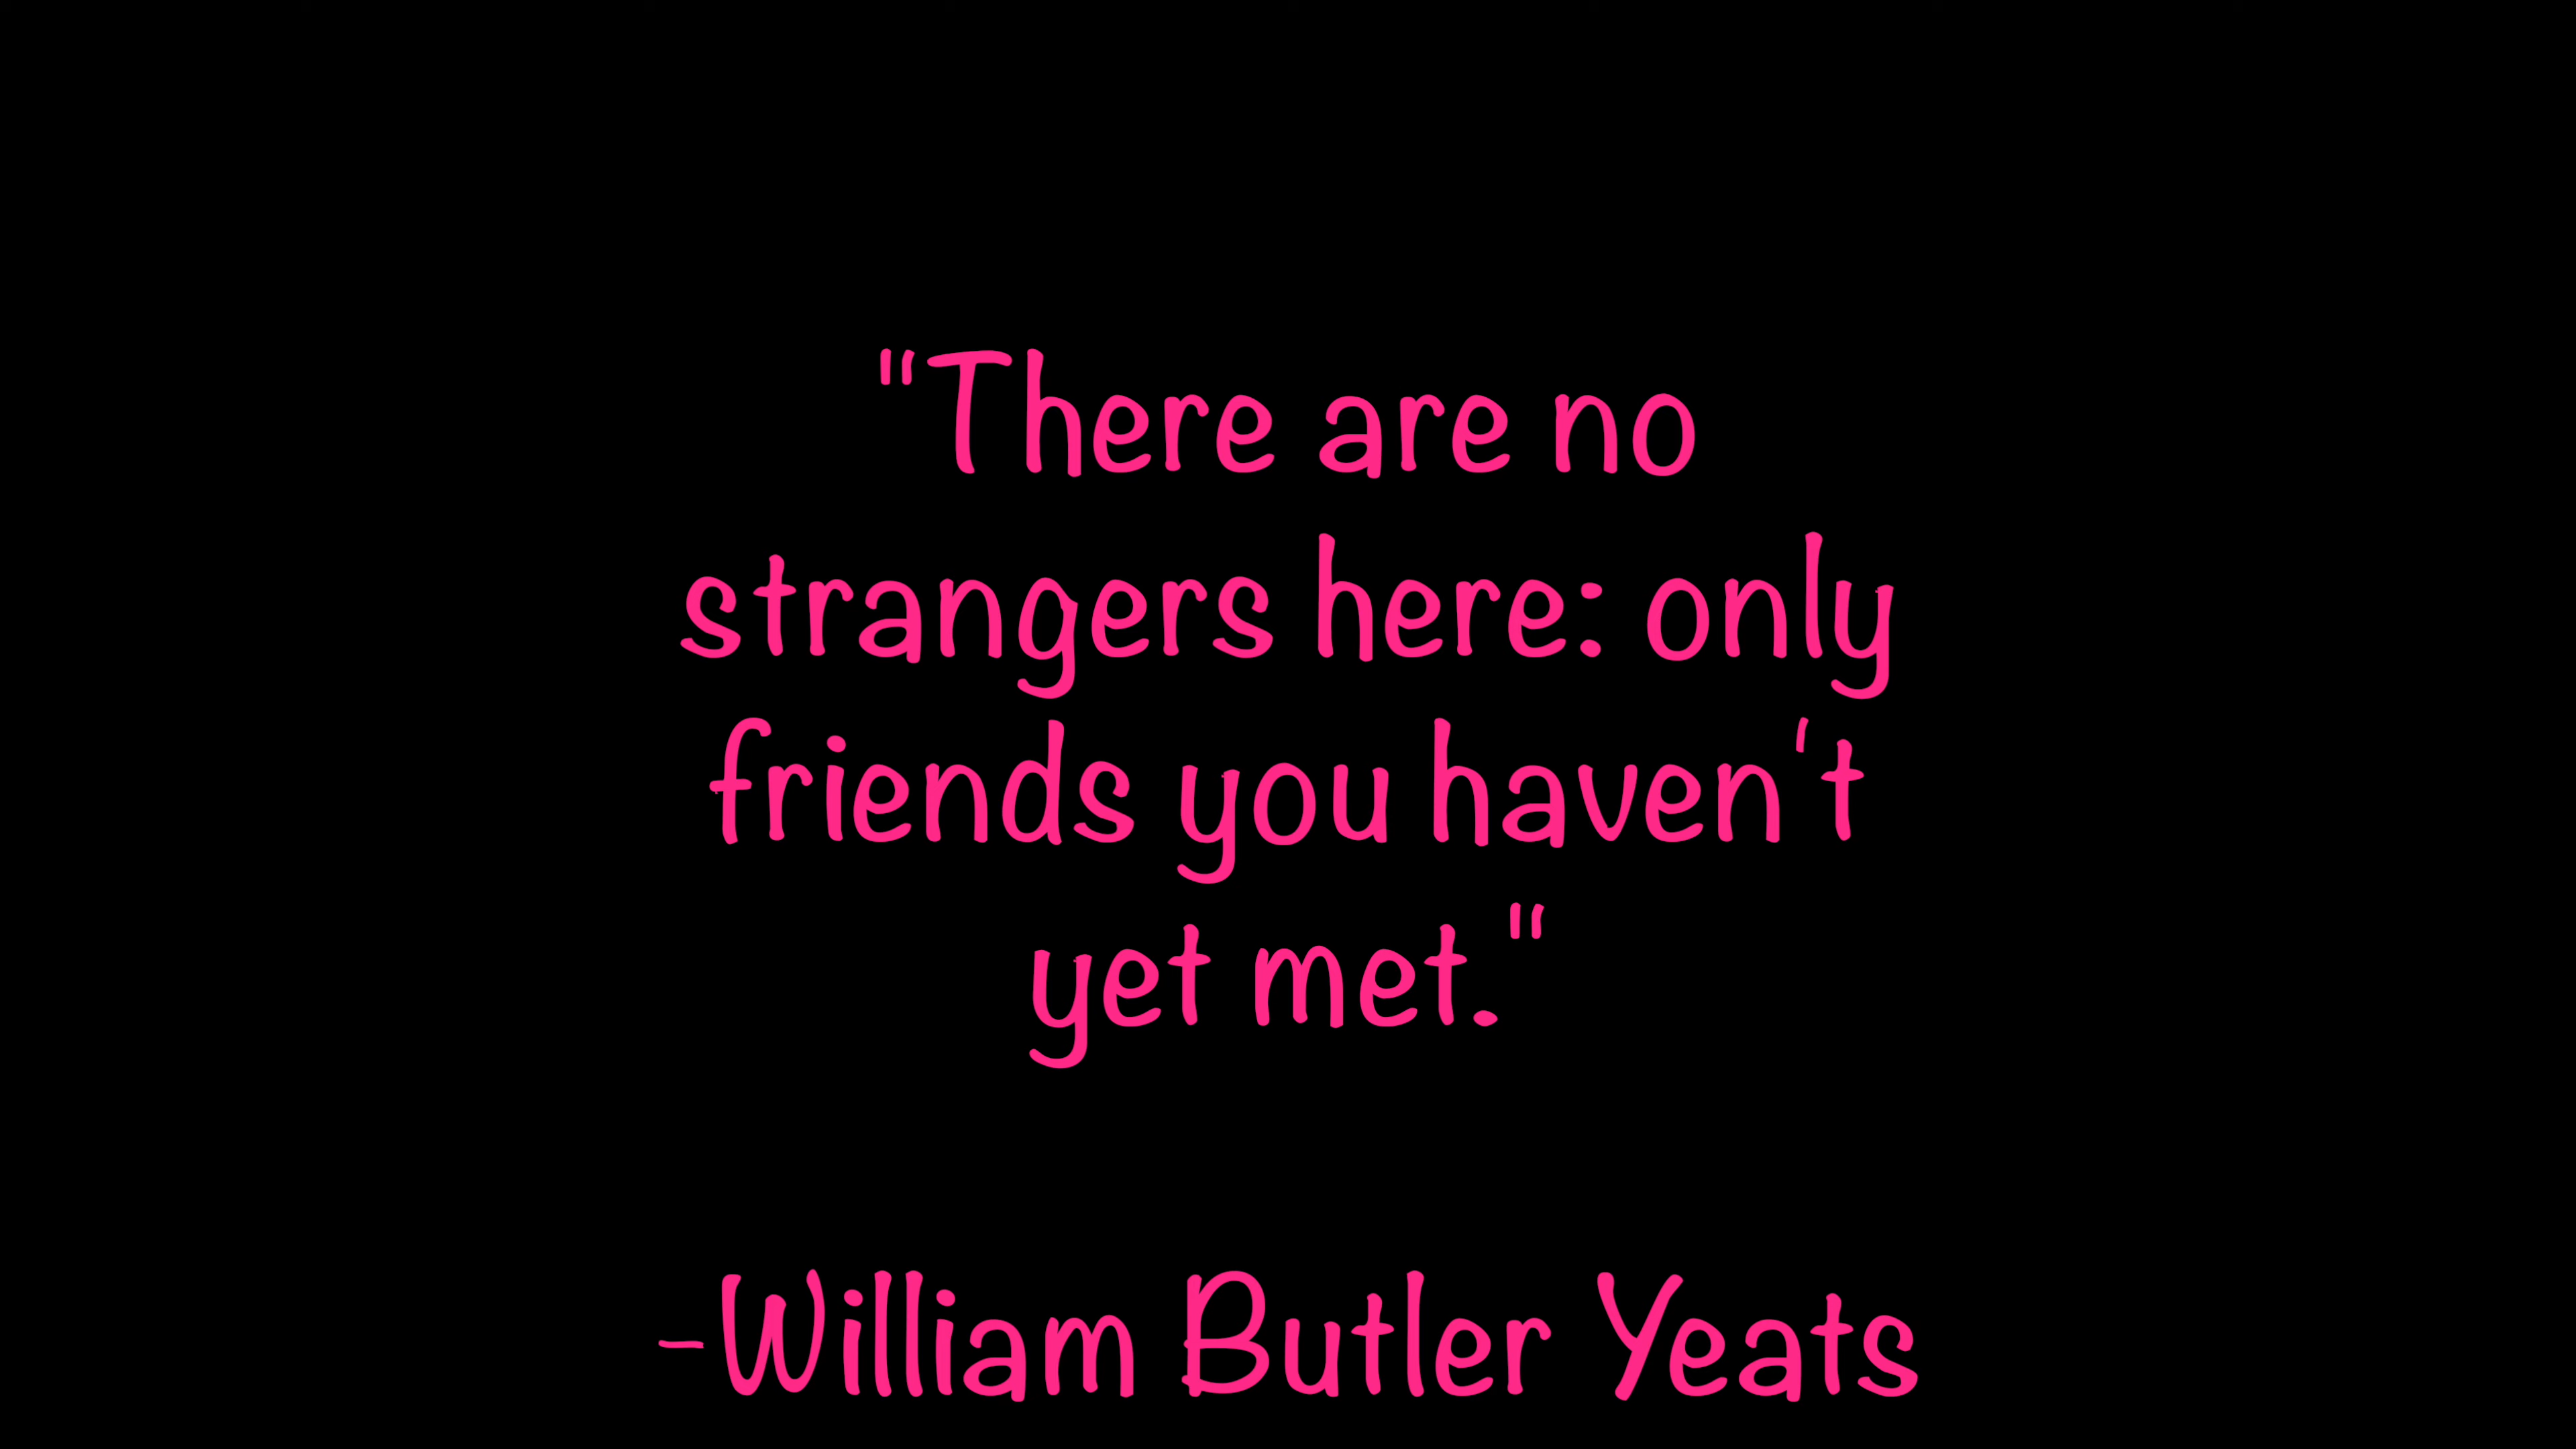 "There are no
strangers here: only
friends you haven't
yet met."
-William Butler Yeats